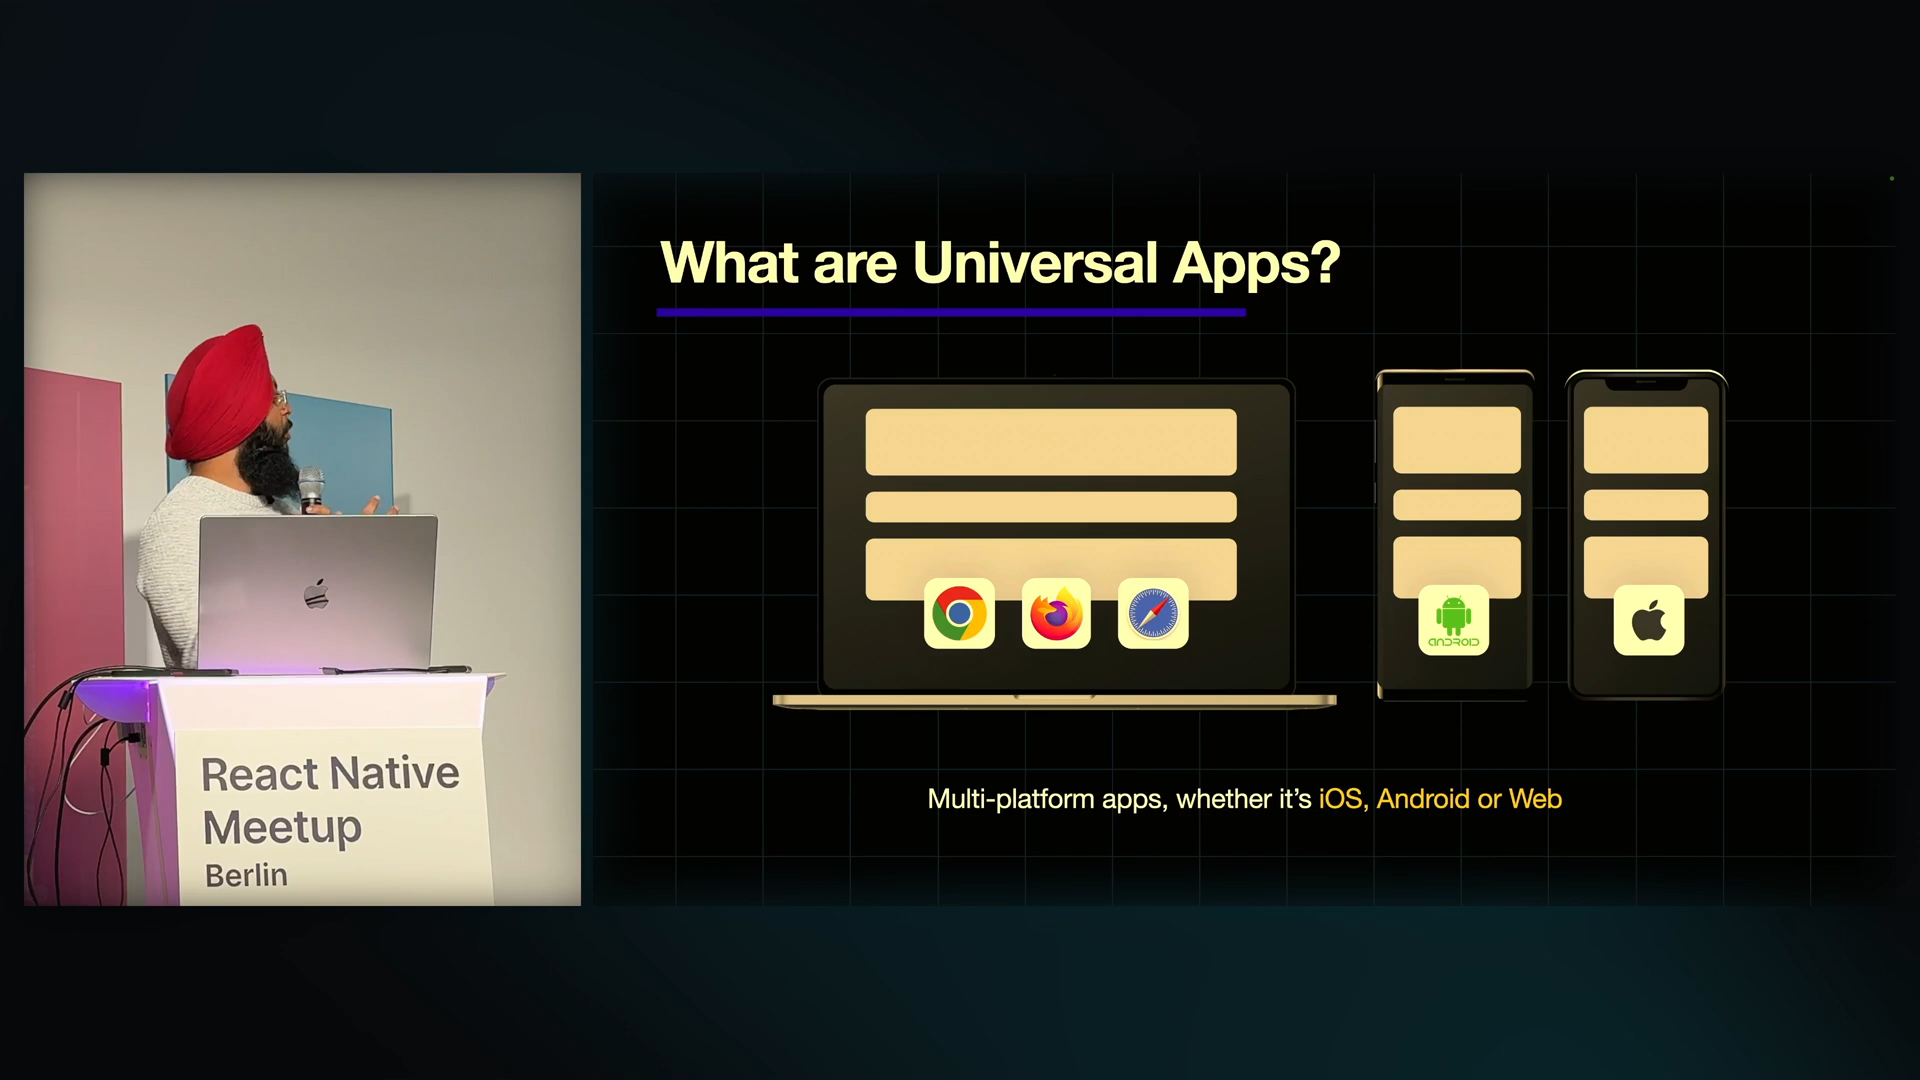 What are Universal Apps?
ANDROID
Multi-platform apps, whether it's iOS, Android or Web
React Native
Meetup
Berlin